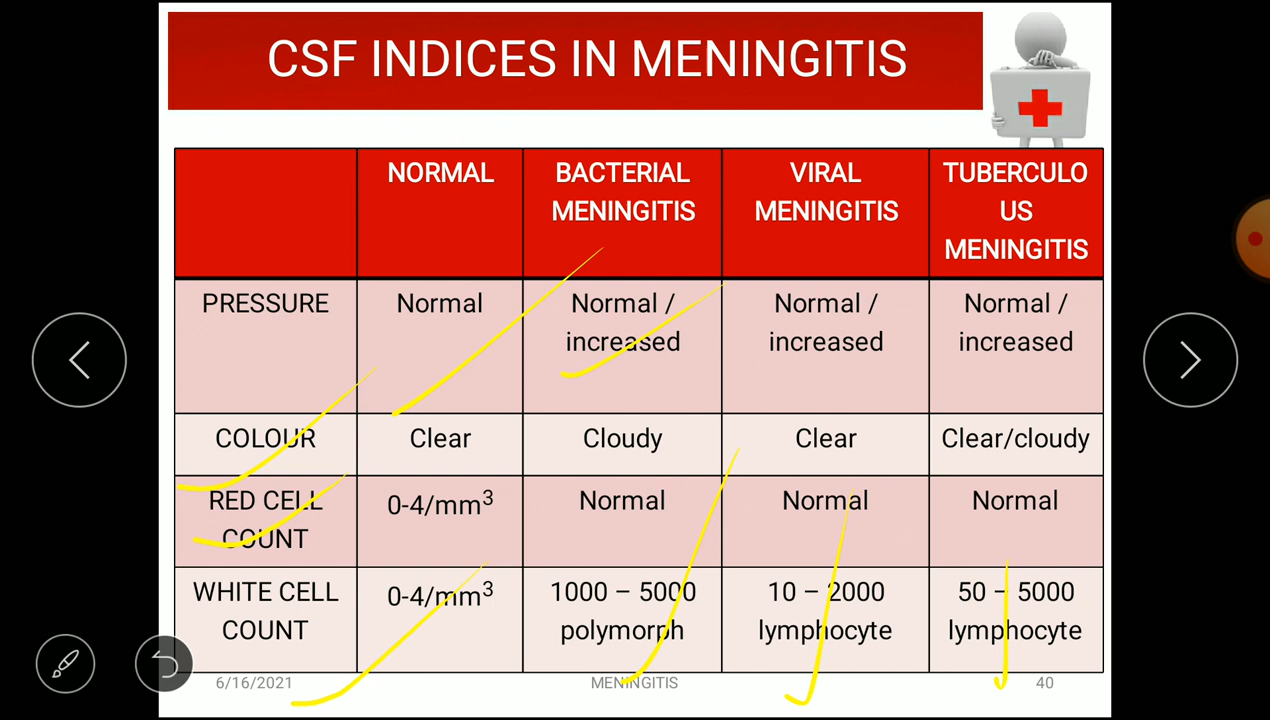 CSF INDICES IN MENINGITIS
NORMAL
BACTERIAL
MENINGITIS
VIRAL
MENINGITIS
TUBERCULO
US
MENINGITIS
PRESSURE
Normal
Normal /
increased
Normal /
increased
Normal /
increased
COLOUR
Clear
Cloudy
Clear
Clear/cloudy
RED CELL
COUNT
0-4/mm³
Normal
Normal
Normal
WHITE CELL
COUNT
0-4/mm³
1000 – 5000
polymorph
10 – 2000
lymphocyte
50 – 5000
lymphocyte
6/16/2021
MENINGITIS
40